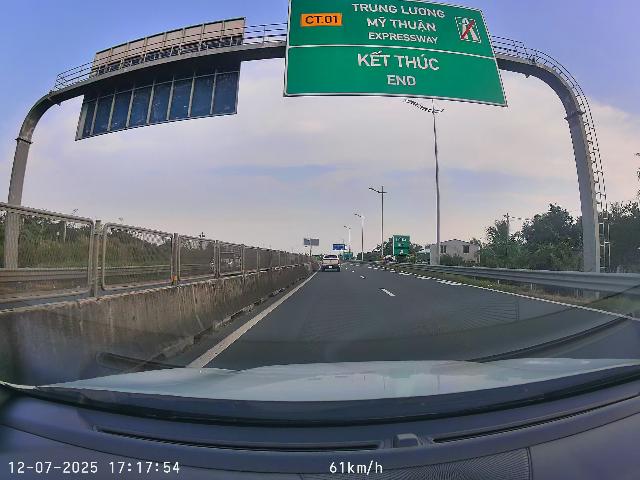 CT.01
TRUNG LƯƠNG
MỸ THUẬN
EXPRESSWAY
KẾT THÚC
END
12-07-2025 17:17:54
61km/h